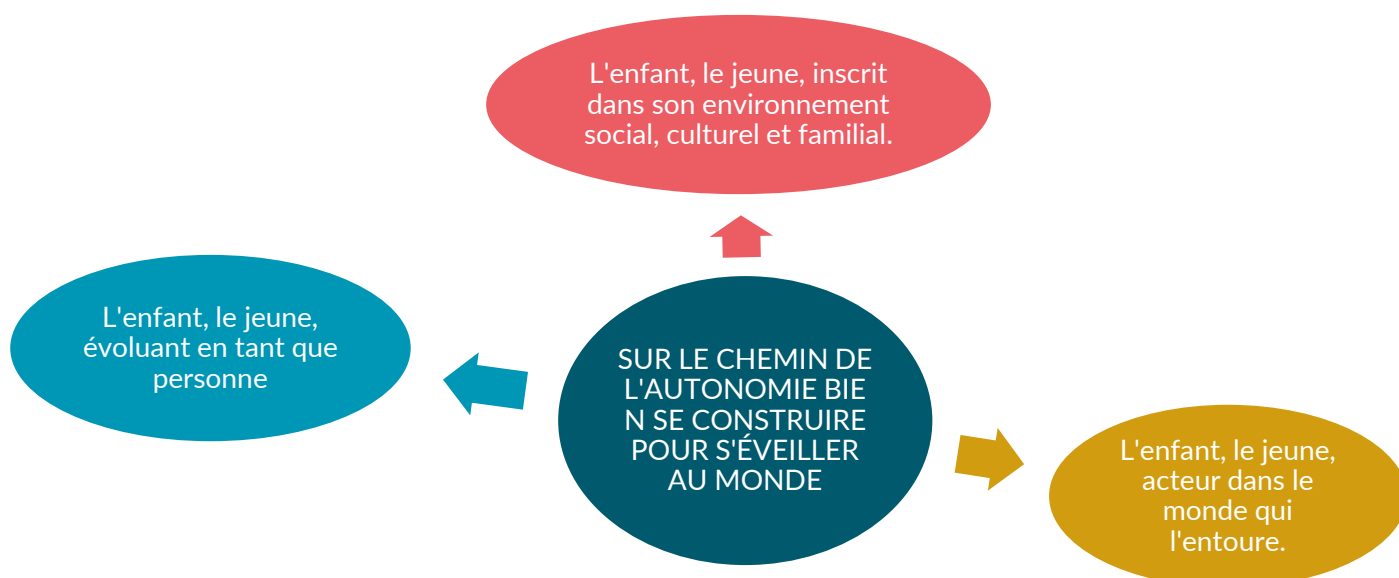 L'enfant, le jeune, inscrit
dans son environnement
social, culturel et familial.
L'enfant, le jeune,
évoluant en tant que
personne
SUR LE CHEMIN DE
L'AUTONOMIE BIE
N SE CONSTRUIRE
POUR S'ÉVEILLER
AU MONDE
L'enfant, le jeune,
acteur dans le
monde qui
l'entoure.